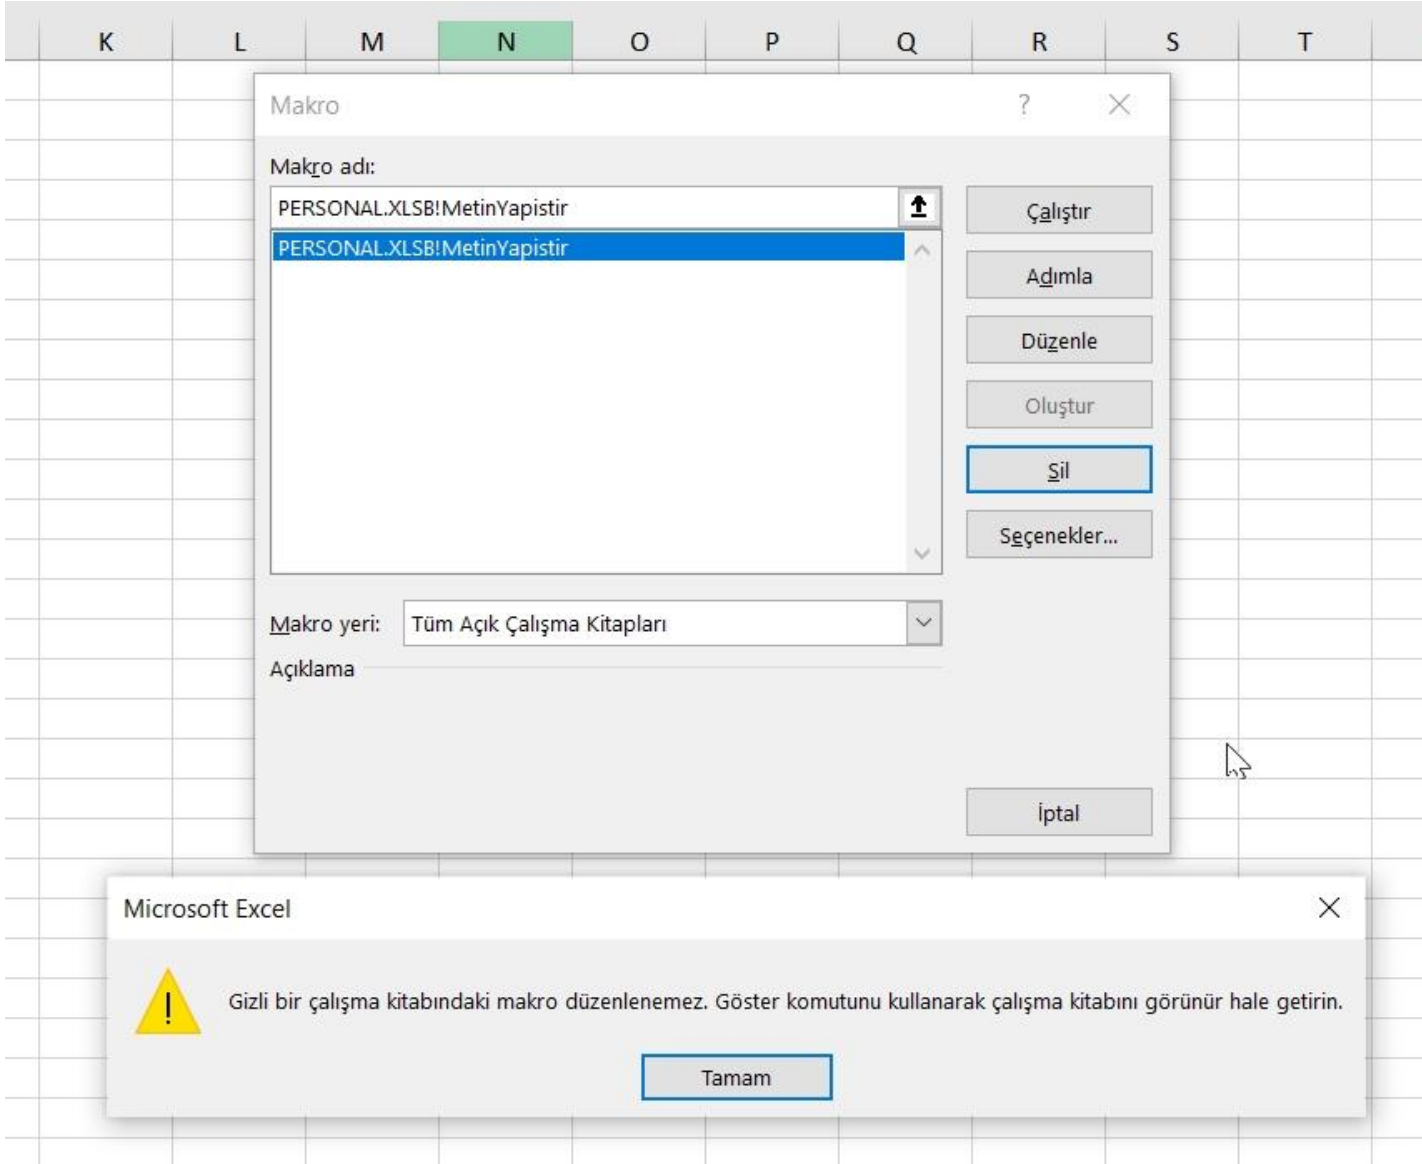 K L M N O P Q R S T
Makro ?
Makro adı:
PERSONAL.XLSB!MetinYapistir
PERSONAL.XLSB!MetinYapistir
Çalıştır
Adımla
Düzenle
Oluştur
Sil
Seçenekler...
Makro yeri: Tüm Açık Çalışma Kitapları
Açıklama
İptal
Microsoft Excel
Gizli bir çalışma kitabındaki makro düzenlenemez. Göster komutunu kullanarak çalışma kitabını görünür hale getirin.
Tamam